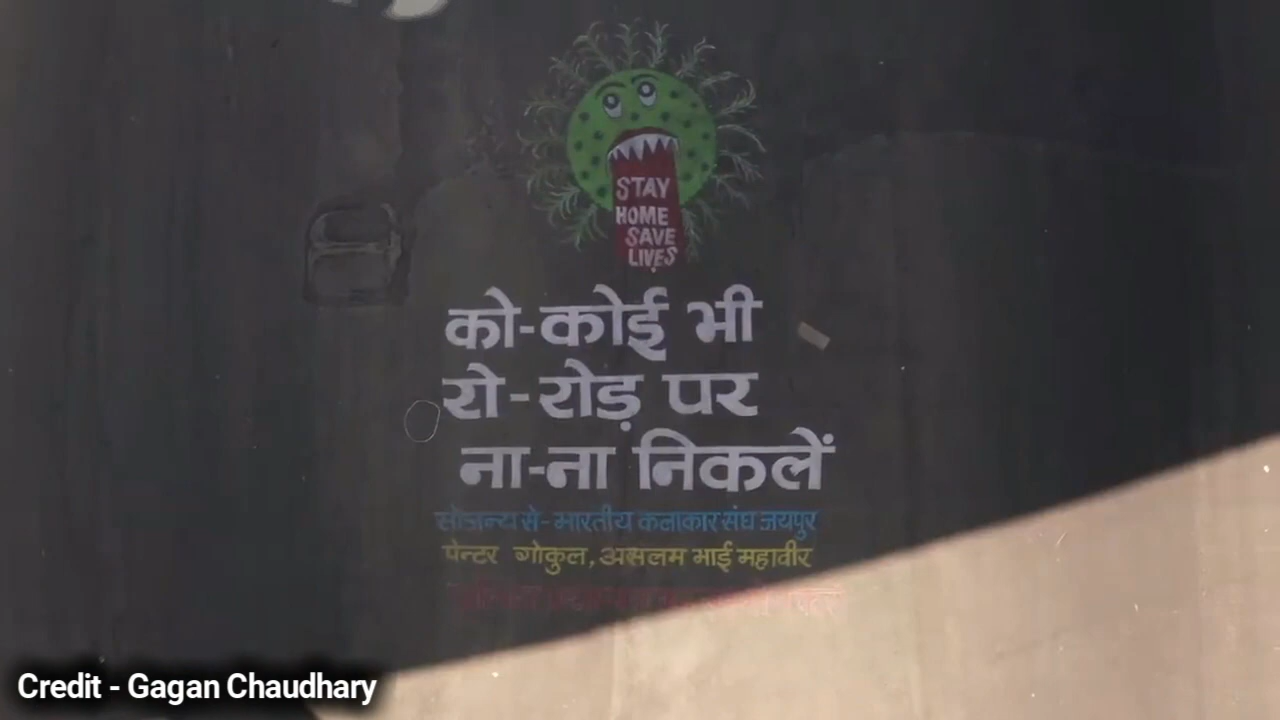 STAY
HOME
SAVE
LIVES
को-कोई भी
रो-रोड़ पर
ना-ना निकलें
सोजन्य से- भारतीय कलाकार संघ जयपुर
पेन्टर गोकुल, असलम भाई महावीर
Credit - Gagan Chaudhary